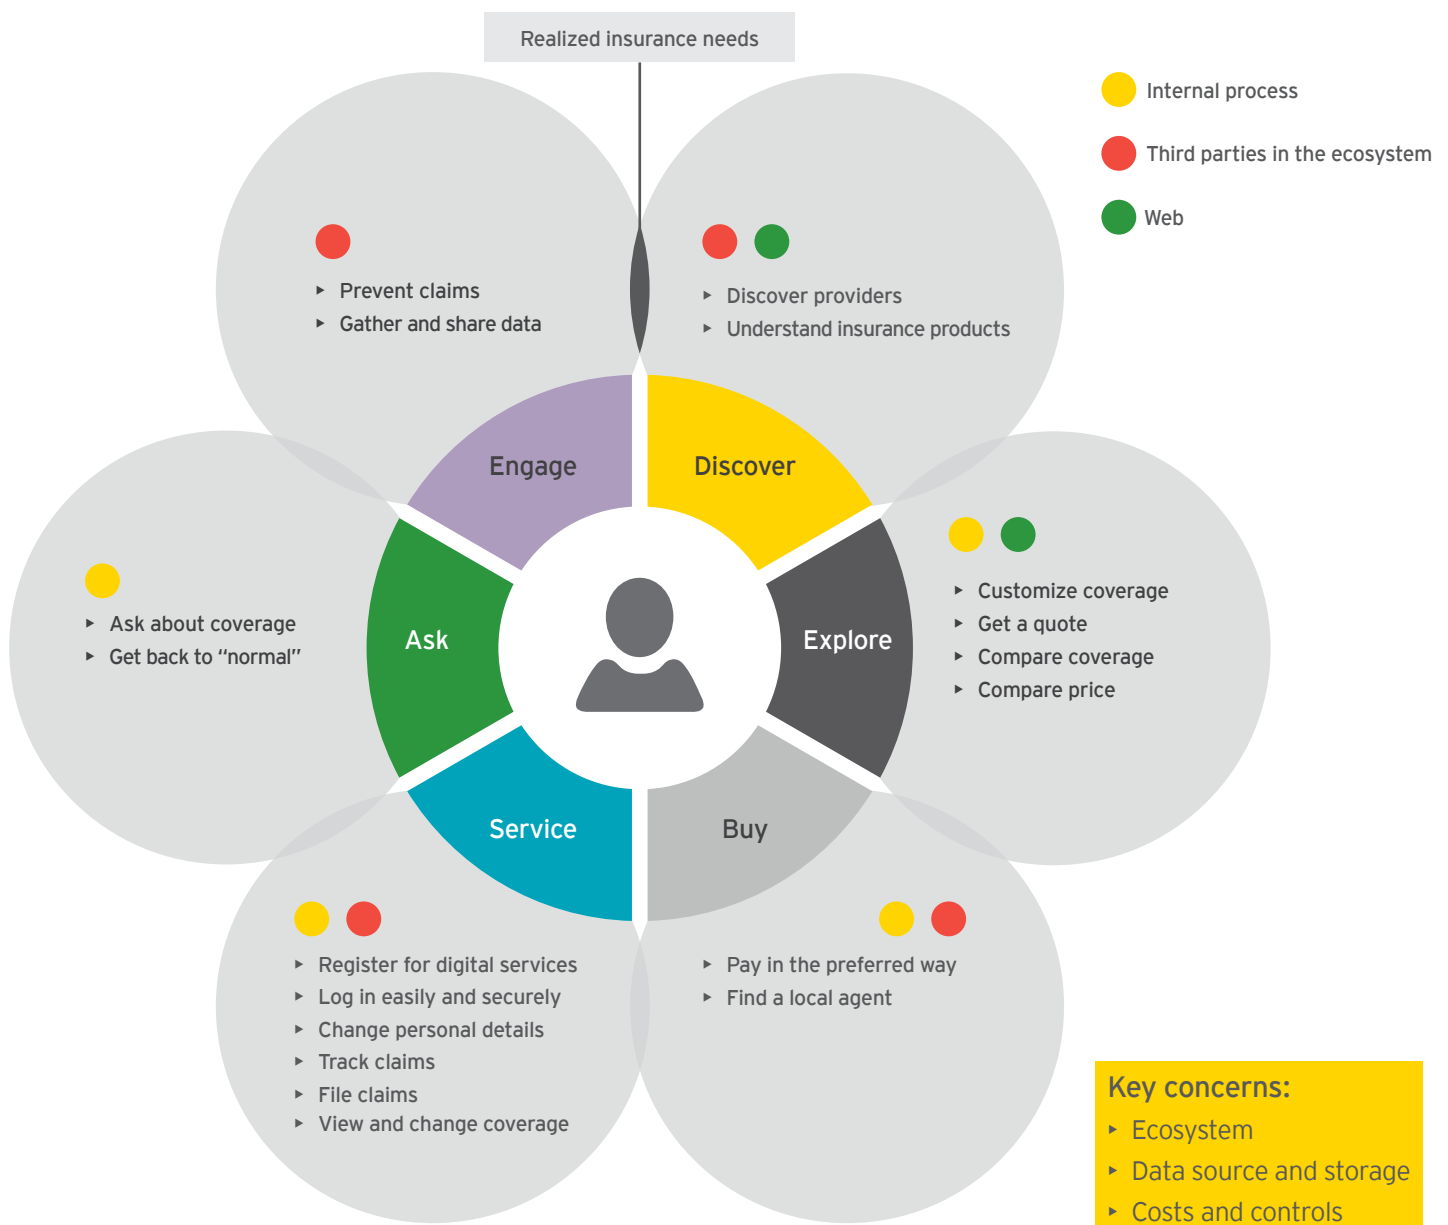 Realized insurance needs
Internal process
Third parties in the ecosystem
Web
‣ Prevent claims
‣ Gather and share data
‣ Discover providers
‣ Understand insurance products
Engage
Discover
‣ Customize coverage
‣ Get a quote
‣ Compare coverage
‣ Compare price
‣ Ask about coverage
‣ Get back to “normal”
Ask
Explore
Service
Buy
‣ Register for digital services
‣ Log in easily and securely
‣ Change personal details
‣ Track claims
‣ File claims
‣ View and change coverage
‣ Pay in the preferred way
‣ Find a local agent
Key concerns:
‣ Ecosystem
‣ Data source and storage
‣ Costs and controls